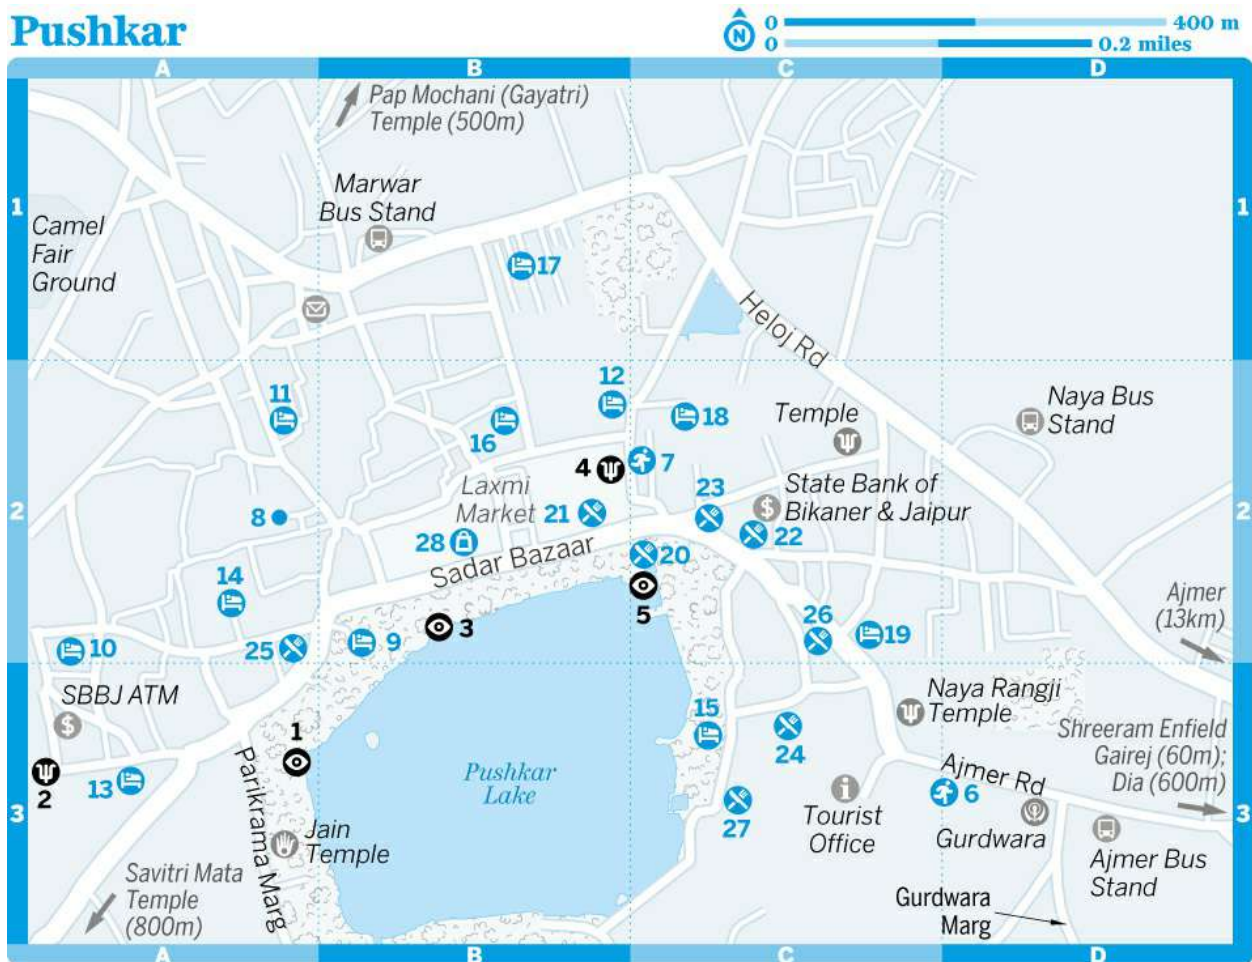 Pushkar
N
0 400 m
0 0.2 miles
A B C D
Pap Mochani (Gayatri)
Temple (500m)
Marwar
Bus Stand
1
1
Camel
Fair
Ground
17
Heloj Rd
11
12
16
18
Temple
Naya Bus
Stand
4
7
Laxmi
Market
23
State Bank of
Bikaner & Jaipur
2
8
21
2
28
22
Sadar Bazaar
20
14
5
26
Ajmer
(13km)
3
9
19
10
25
SBBJ ATM
15
Naya Rangji
Temple
1
24
Shreeram Enfield
Gairej (60m);
Dia (600m)
2
13
Parikrama Marg
Pushkar
Lake
Ajmer Rd
6
27
Tourist
Office
3
3
Jain
Temple
Gurdwara
Ajmer Bus
Stand
Savitri Mata
Temple
(800m)
Gurdwara
Marg
A B C D